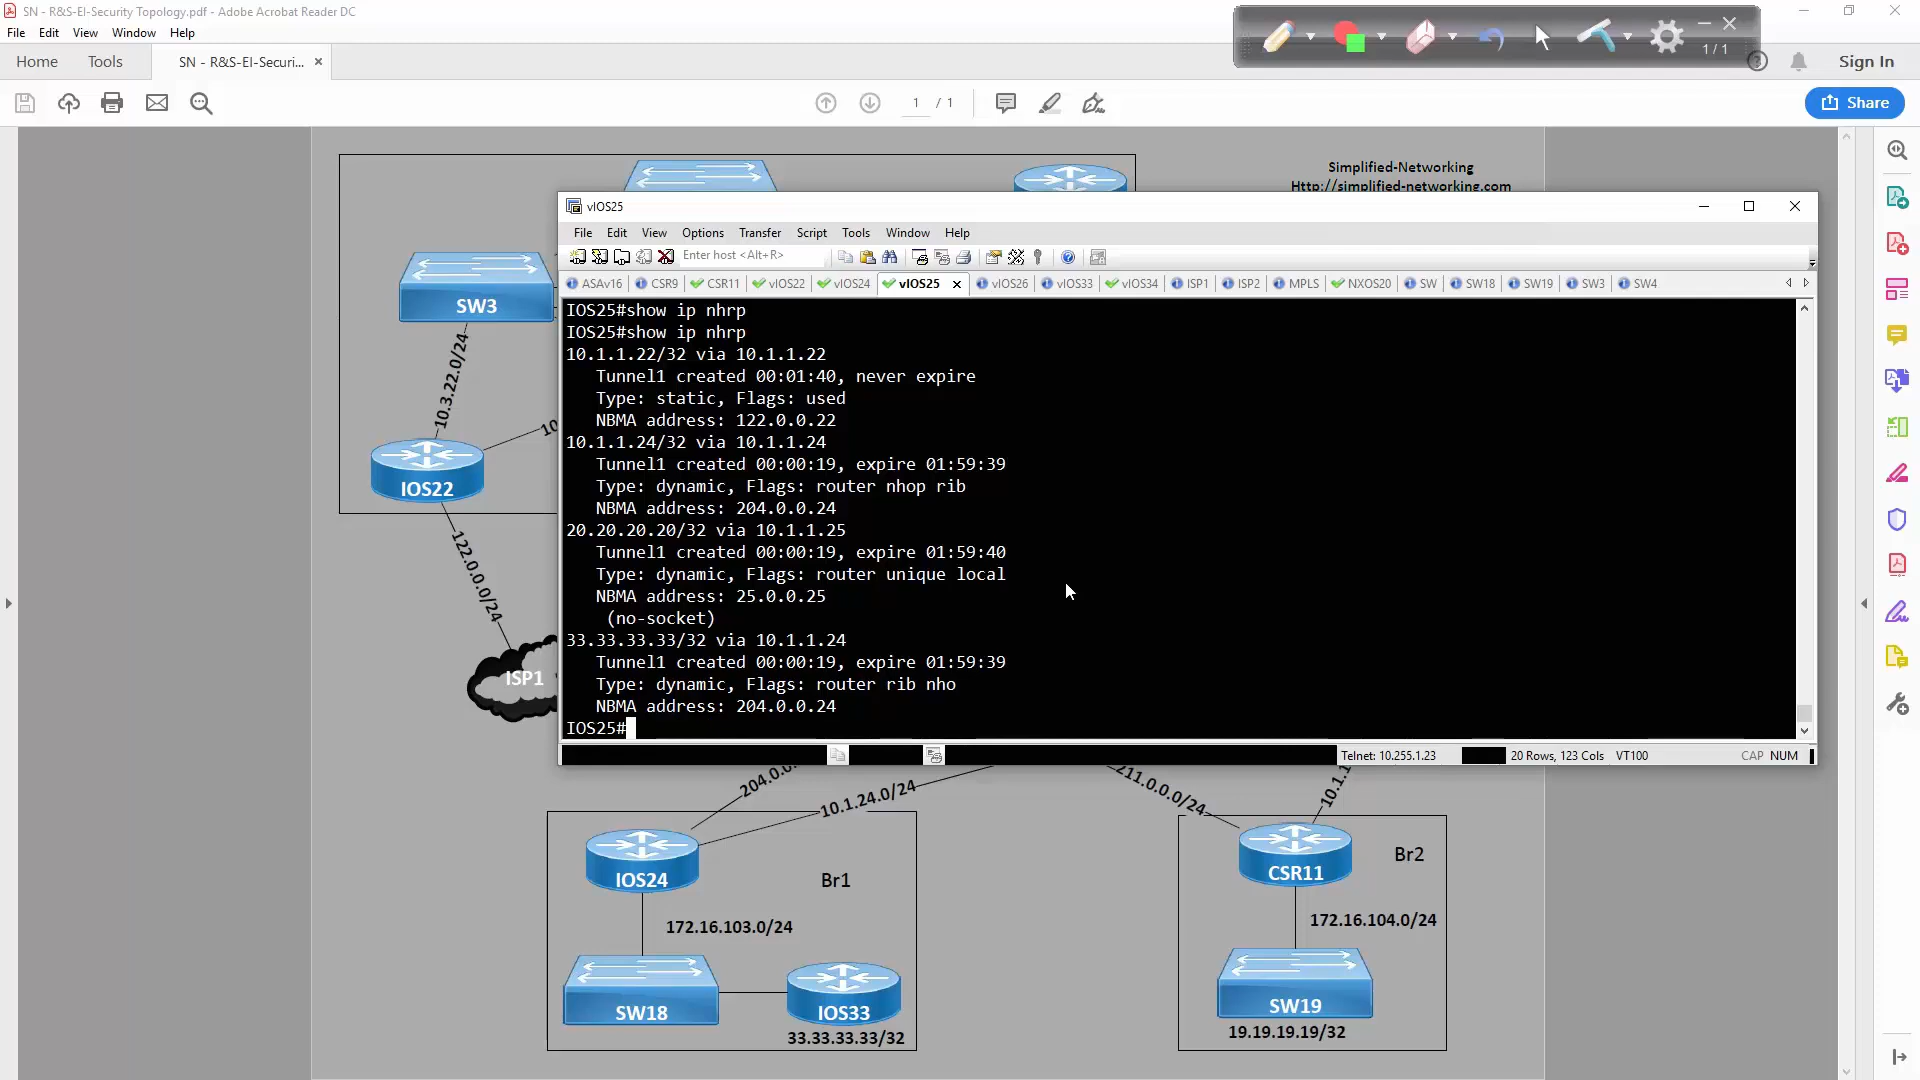 SN - R&S-EI-Security Topology.pdf - Adobe Acrobat Reader DC
File Edit View Window Help
1 / 1
Home Tools SN - R&S-EI-Securi... × Sign In
1 / 1
Share
Simplified-Networking
Http://simplified-networking.com
SW3
10.3.22.0/24
IOS22
122.0.0.0/24
ISP1
vIOS25
File Edit View Options Transfer Script Tools Window Help
Enter host <Alt+R>
ASAv16 CSR9 CSR11 vIOS22 vIOS24 vIOS25 × vIOS26 vIOS33 vIOS34 ISP1 ISP2 MPLS NXOS20 SW SW18 SW19 SW3 SW4
IOS25#show ip nhrp
IOS25#show ip nhrp
10.1.1.22/32 via 10.1.1.22
Tunnel1 created 00:01:40, never expire
Type: static, Flags: used
NBMA address: 122.0.0.22
10.1.1.24/32 via 10.1.1.24
Tunnel1 created 00:00:19, expire 01:59:39
Type: dynamic, Flags: router nhop rib
NBMA address: 204.0.0.24
20.20.20.20/32 via 10.1.1.25
Tunnel1 created 00:00:19, expire 01:59:40
Type: dynamic, Flags: router unique local
NBMA address: 25.0.0.25
(no-socket)
33.33.33.33/32 via 10.1.1.24
Tunnel1 created 00:00:19, expire 01:59:39
Type: dynamic, Flags: router rib nho
NBMA address: 204.0.0.24
IOS25#
Telnet: 10.255.1.23 20 Rows, 123 Cols VT100 CAP NUM
204.0.0.
10.1.24.0/24
211.0.0.0/24
10.1.1
IOS24
Br1
172.16.103.0/24
SW18
IOS33
33.33.33.33/32
CSR11
Br2
172.16.104.0/24
SW19
19.19.19.19/32